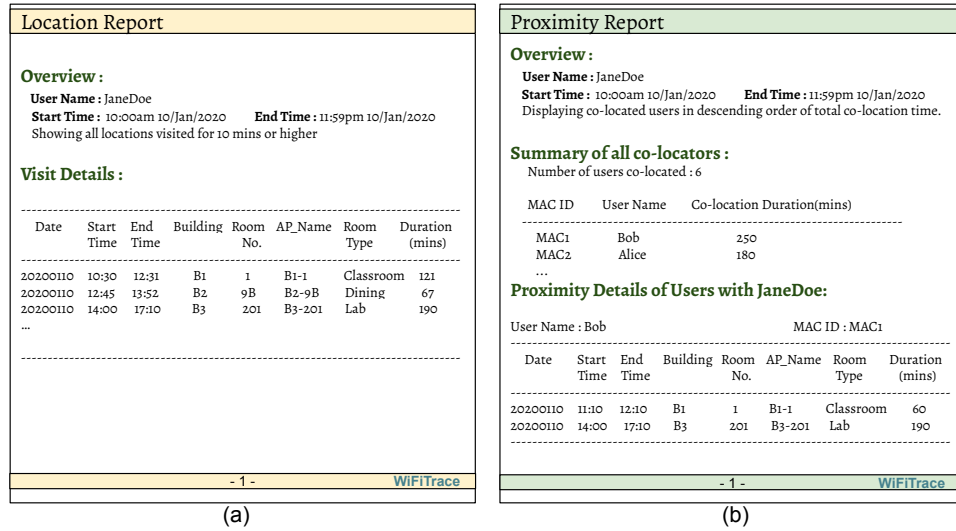 Location Report
Overview :
User Name : JaneDoe
Start Time : 10:00am 10/Jan/2020 End Time : 11:59pm 10/Jan/2020
Showing all locations visited for 10 mins or higher
Visit Details :
Date Start Time End Time Building Room No. AP_Name Room Type Duration (mins)
20200110 10:30 12:31 B1 1 B1-1 Classroom 121
20200110 12:45 13:52 B2 9B B2-9B Dining 67
20200110 14:00 17:10 B3 201 B3-201 Lab 190
...
- 1 - WiFiTrace
(a)
Proximity Report
Overview :
User Name : JaneDoe
Start Time : 10:00am 10/Jan/2020 End Time : 11:59pm 10/Jan/2020
Displaying co-located users in descending order of total co-location time.
Summary of all co-locators :
Number of users co-located : 6
MAC ID User Name Co-location Duration(mins)
MAC1 Bob 250
MAC2 Alice 180
...
Proximity Details of Users with JaneDoe:
User Name : Bob MAC ID : MAC1
Date Start Time End Time Building Room No. AP_Name Room Type Duration (mins)
20200110 11:10 12:10 B1 1 B1-1 Classroom 60
20200110 14:00 17:10 B3 201 B3-201 Lab 190
- 1 - WiFiTrace
(b)